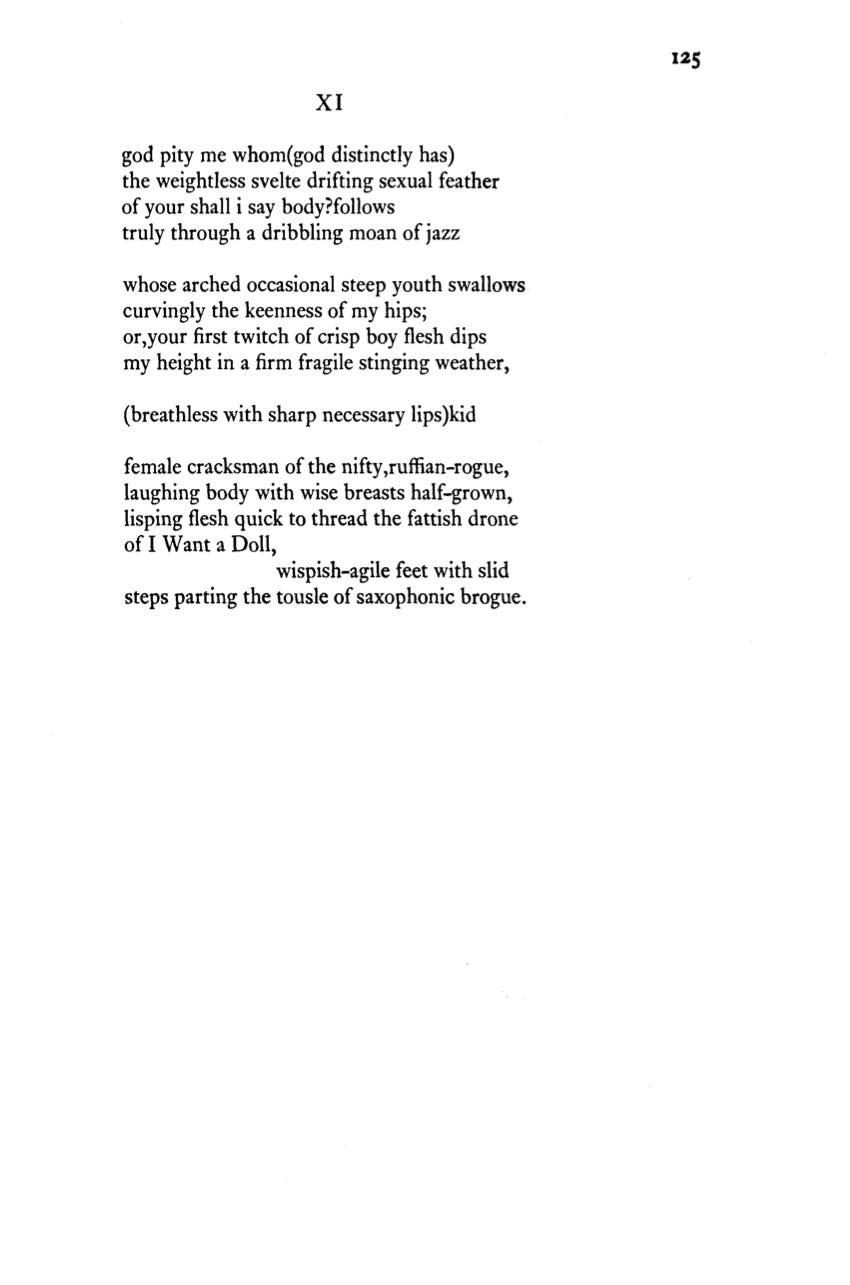 125
XI
god pity me whom(god distinctly has)
the weightless svelte drifting sexual feather
of your shall i say body?follows
truly through a dribbling moan of jazz
whose arched occasional steep youth swallows
curvingly the keenness of my hips;
or,your first twitch of crisp boy flesh dips
my height in a firm fragile stinging weather,
(breathless with sharp necessary lips)kid
female cracksman of the nifty,ruffian-rogue,
laughing body with wise breasts half-grown,
lisping flesh quick to thread the fattish drone
of I Want a Doll,
wispish-agile feet with slid
steps parting the tousle of saxophonic brogue.